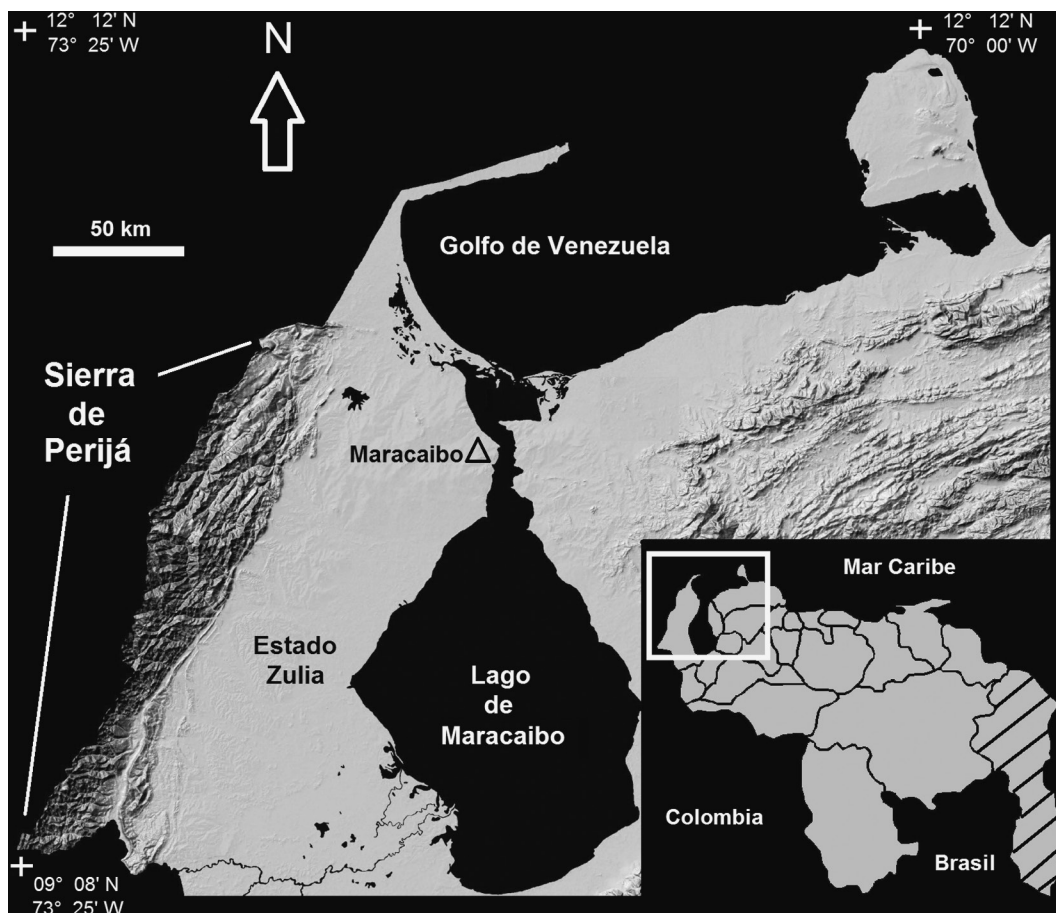 12° 12' N
73° 25' W
N
12° 12' N
70° 00' W
50 km
Golfo de Venezuela
Sierra
de
Perijá
Maracaibo
Estado
Zulia
Lago
de
Maracaibo
Mar Caribe
Colombia
Brasil
09° 08' N
73° 25' W